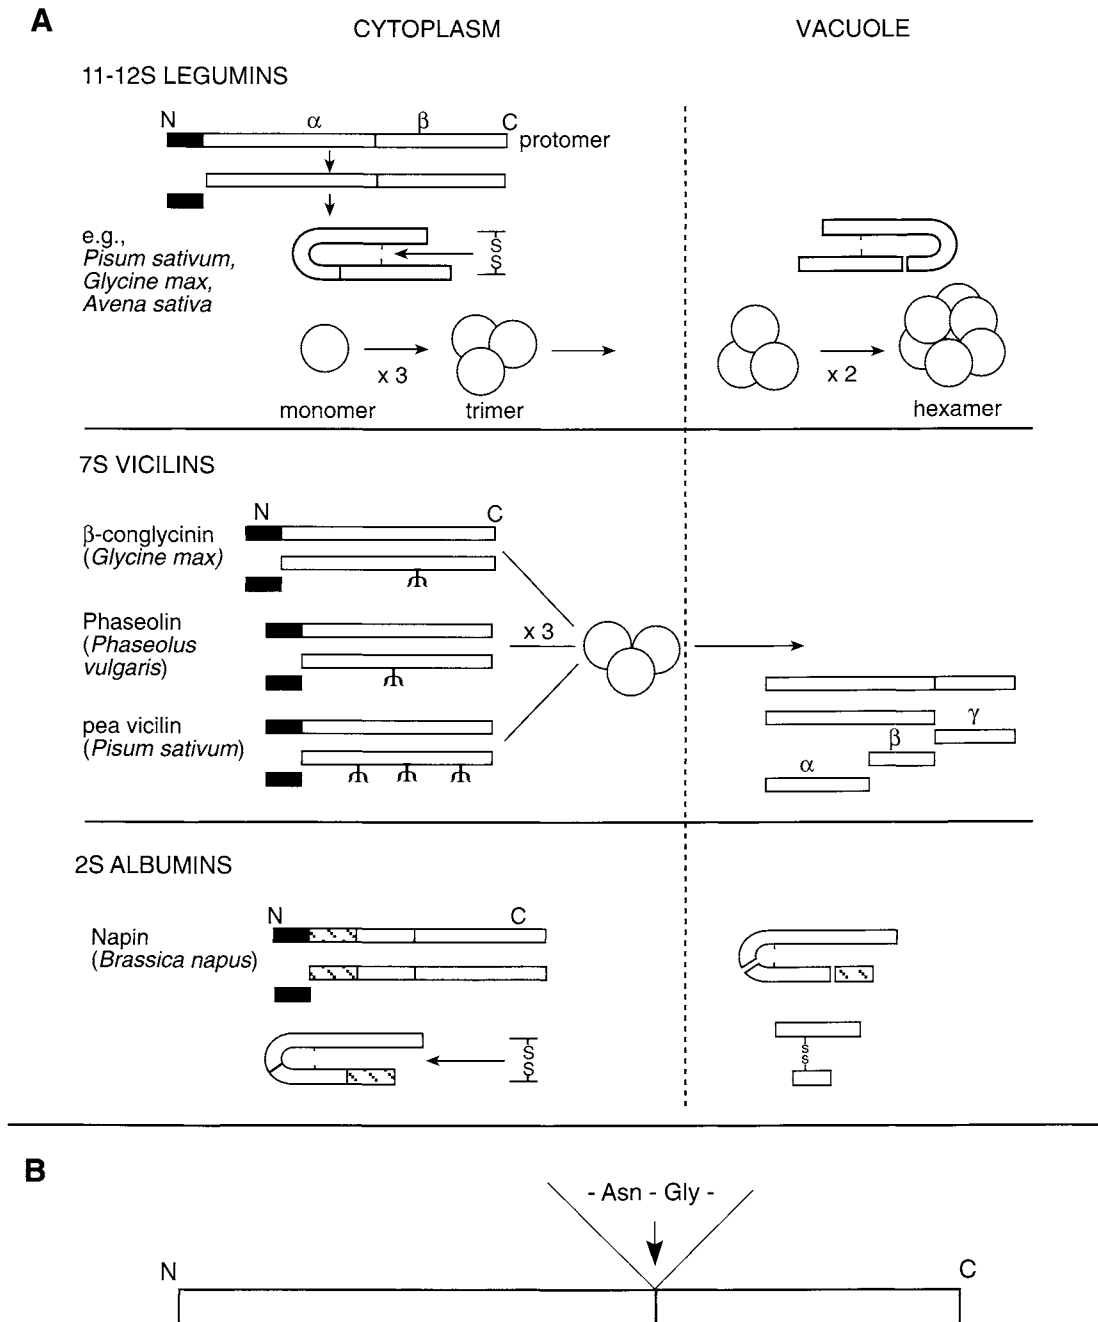 A
CYTOPLASM
VACUOLE
11-12S LEGUMINS
N
α
β
C
protomer
e.g.,
Pisum sativum,
Glycine max,
Avena sativa
S
S
x 3
x 2
monomer
trimer
hexamer
7S VICILINS
N
C
β-conglycinin
(Glycine max)
Phaseolin
(Phaseolus
vulgaris)
x 3
pea vicilin
(Pisum sativum)
γ
β
α
2S ALBUMINS
N
C
Napin
(Brassica napus)
S
S
S
S
B
- Asn - Gly -
N
C